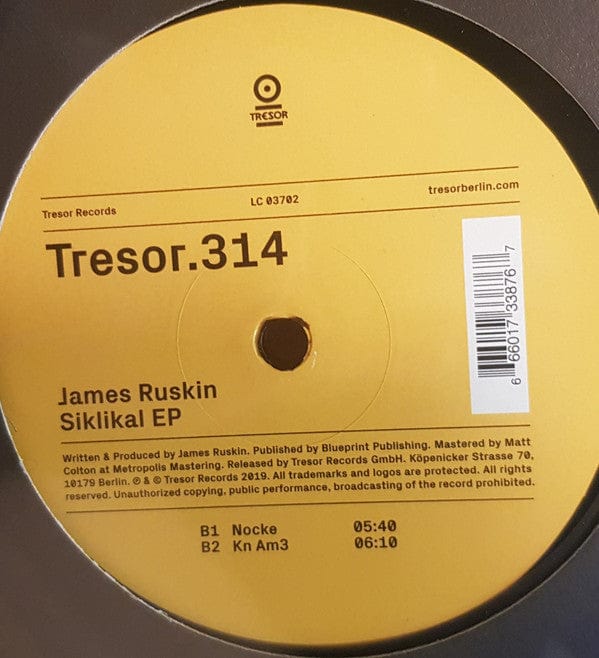 TRESOR
Tresor Records LC 03702 tresorberlin.com
Tresor.314
6 66017 33876 7
James Ruskin
Siklikal EP
Written & Produced by James Ruskin. Published by Blueprint Publishing. Mastered by Matt
Colton at Metropolis Mastering. Released by Tresor Records GmbH. Köpenicker Strasse 70,
10179 Berlin. ℗ & © Tresor Records 2019. All trademarks and logos are protected. All rights
reserved. Unauthorized copying, public performance, broadcasting of the record prohibited.
B1 Nocke 05:40
B2 Kn Am3 06:10